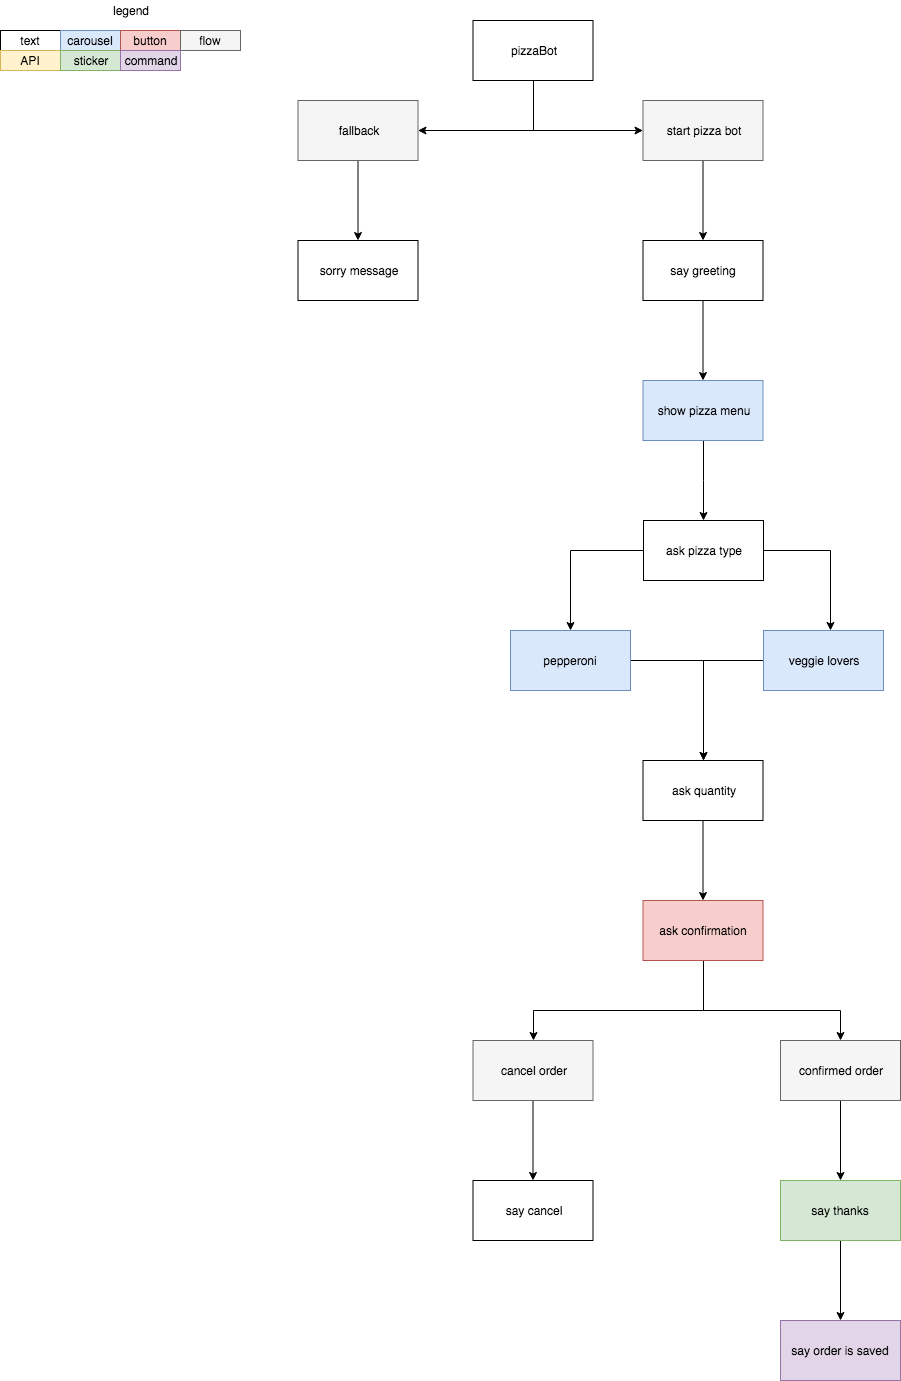 legend
text
carousel
button
flow
API
sticker
command
pizzaBot
fallback
start pizza bot
sorry message
say greeting
show pizza menu
ask pizza type
pepperoni
veggie lovers
ask quantity
ask confirmation
cancel order
confirmed order
say cancel
say thanks
say order is saved